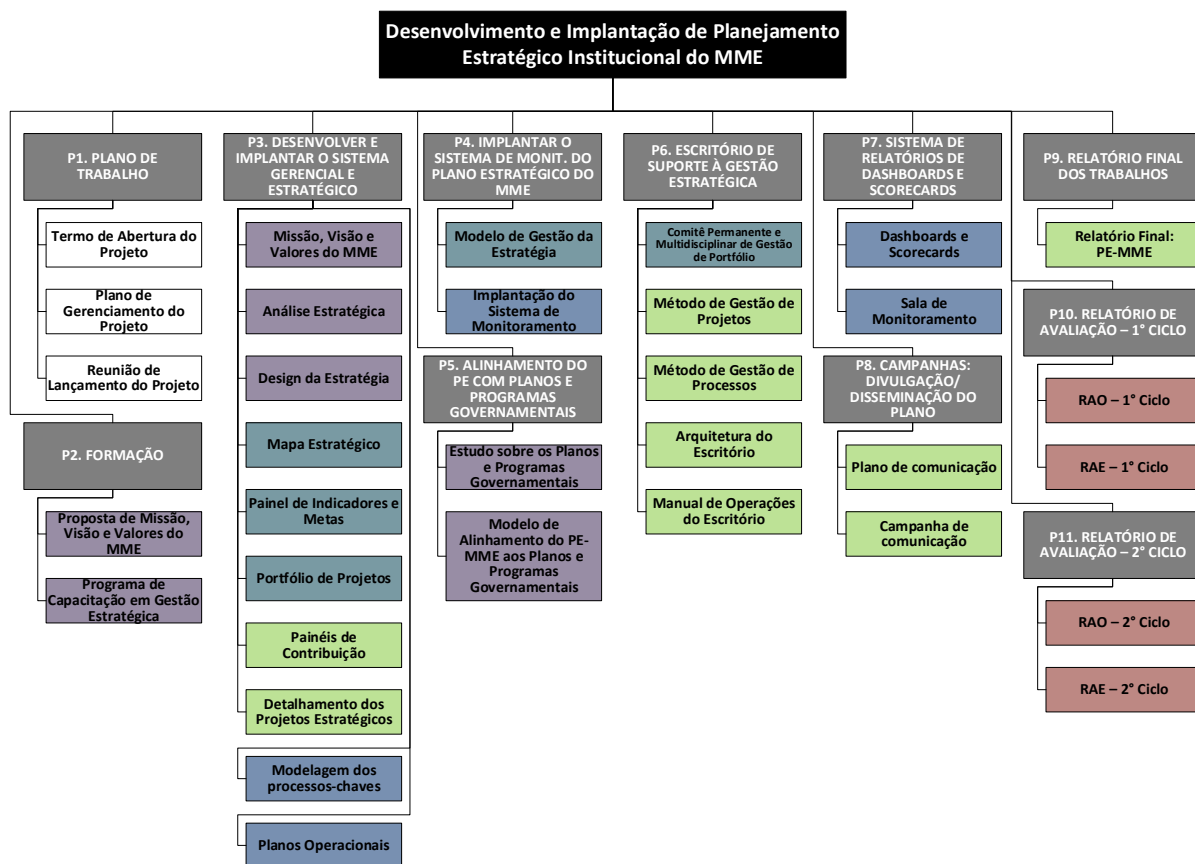 Desenvolvimento e Implantação de Planejamento
Estratégico Institucional do MME
P1. PLANO DE
TRABALHO
Termo de Abertura do
Projeto
Plano de
Gerenciamento do
Projeto
Reunião de
Lançamento do Projeto
P2. FORMAÇÃO
Proposta de Missão,
Visão e Valores do
MME
Programa de
Capacitação em Gestão
Estratégica
P3. DESENVOLVER E
IMPLANTAR O SISTEMA
GERENCIAL E
ESTRATÉGICO
Missão, Visão e
Valores do MME
Análise Estratégica
Design da Estratégia
Mapa Estratégico
Painel de Indicadores e
Metas
Portfólio de Projetos
Painéis de
Contribuição
Detalhamento dos
Projetos Estratégicos
Modelagem dos
processos-chaves
Planos Operacionais
P4. IMPLANTAR O
SISTEMA DE MONIT. DO
PLANO ESTRATÉGICO DO
MME
Modelo de Gestão da
Estratégia
Implantação do
Sistema de
Monitoramento
P5. ALINHAMENTO DO
PE COM PLANOS E
PROGRAMAS
GOVERNAMENTAIS
Estudo sobre os Planos
e Programas
Governamentais
Modelo de
Alinhamento do PE-
MME aos Planos e
Programas
Governamentais
P6. ESCRITÓRIO DE
SUPORTE À GESTÃO
ESTRATÉGICA
Comitê Permanente e
Multidisciplinar de Gestão
de Portfólio
Método de Gestão de
Projetos
Método de Gestão de
Processos
Arquitetura do
Escritório
Manual de Operações
do Escritório
P7. SISTEMA DE
RELATÓRIOS DE
DASHBOARDS E
SCORECARDS
Dashboards e
Scorecards
Sala de
Monitoramento
P8. CAMPANHAS:
DIVULGAÇÃO/
DISSEMINAÇÃO DO
PLANO
Plano de comunicação
Campanha de
comunicação
P9. RELATÓRIO FINAL
DOS TRABALHOS
Relatório Final:
PE-MME
P10. RELATÓRIO DE
AVALIAÇÃO – 1° CICLO
RAO – 1° Ciclo
RAE – 1° Ciclo
P11. RELATÓRIO DE
AVALIAÇÃO – 2° CICLO
RAO – 2° Ciclo
RAE – 2° Ciclo